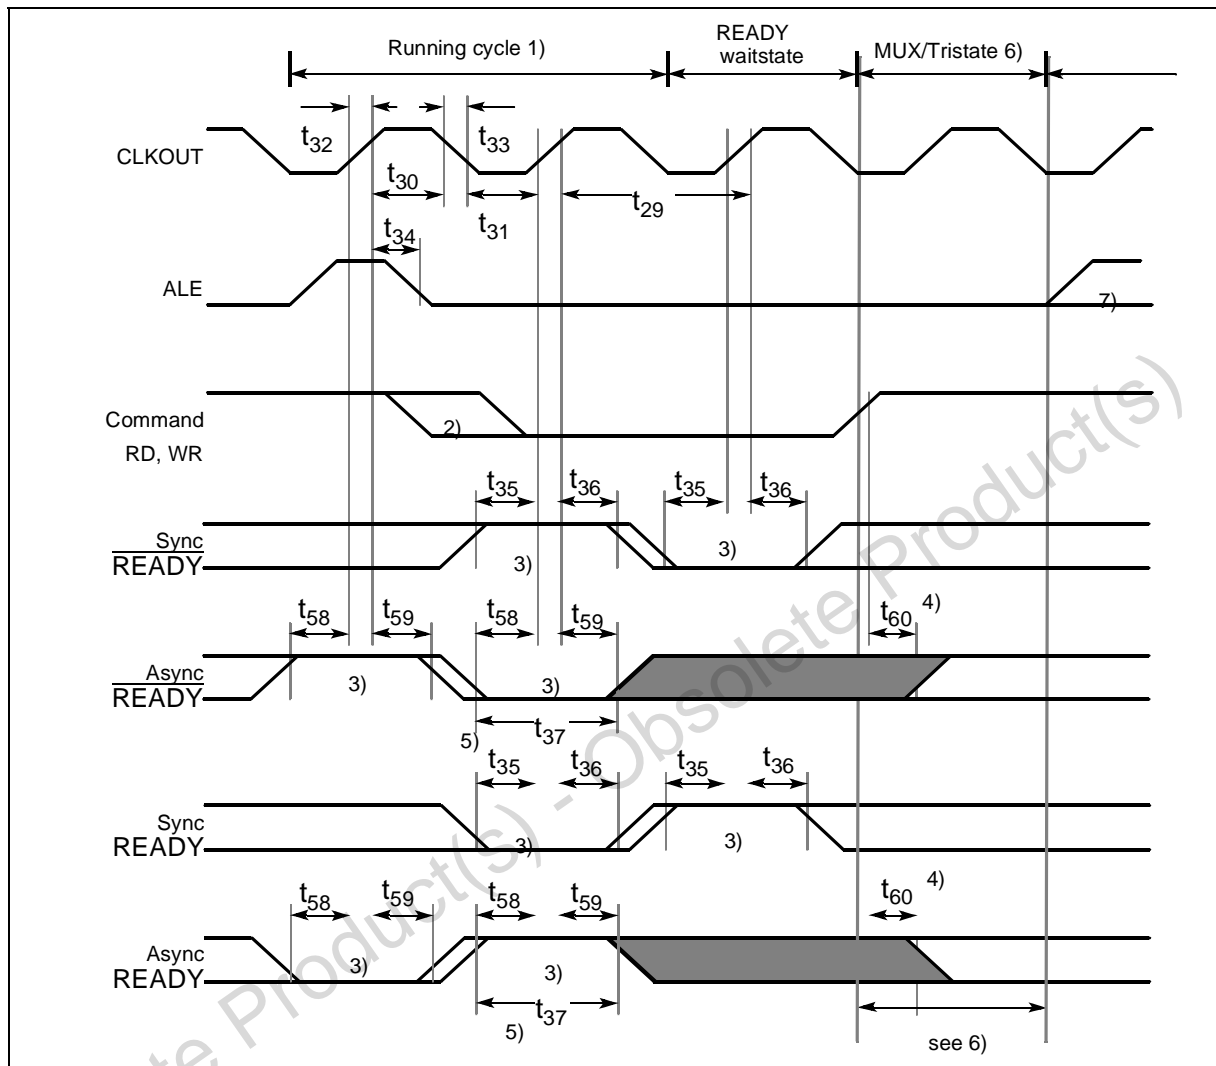 Running cycle 1)
READY
waitstate
MUX/Tristate 6)
t32
t33
CLKOUT
t30
t31
t29
t34
ALE
7)
Command
RD, WR
2)
t35
t36
t35
t36
Sync
READY
3)
3)
t58
t59
t58
t59
t60
4)
Async
READY
3)
3)
t37
5)
t35
t36
t35
t36
Sync
READY
3)
3)
t58
t59
t58
t59
t60
4)
Async
READY
3)
3)
t37
5)
see 6)
te Product(s) - Obsolete Product(s)